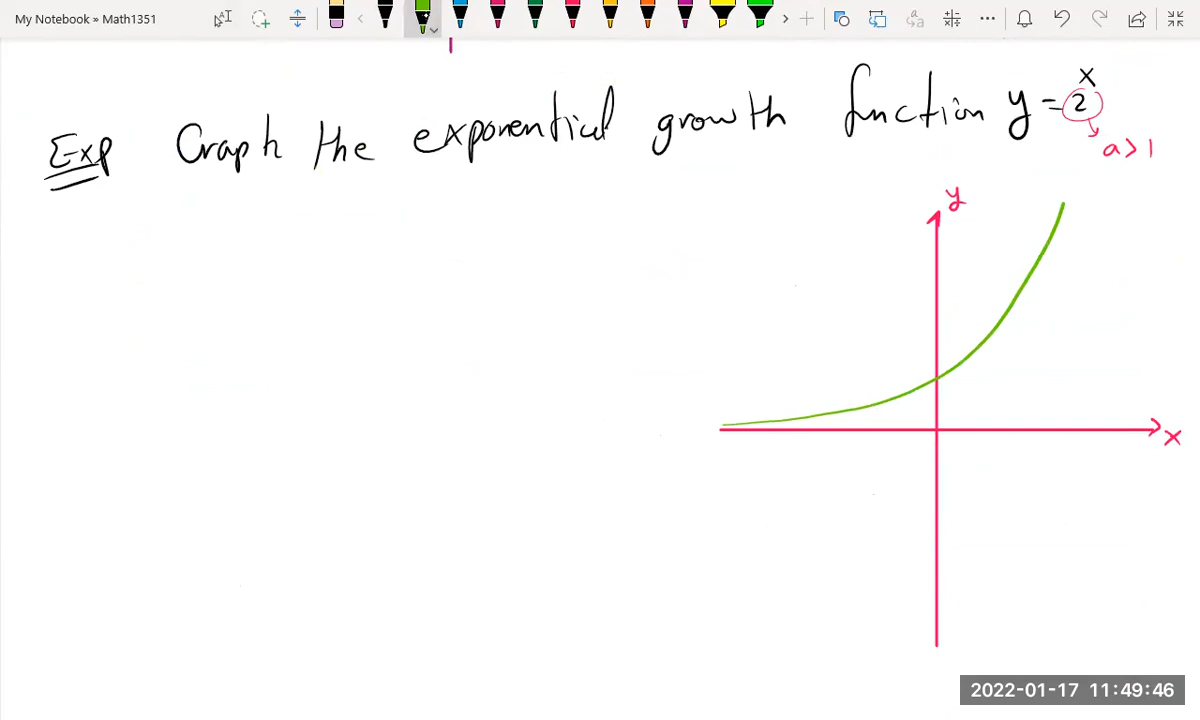 My Notebook » Math1351
Exp Graph the exponential growth function y = 2^x
a > 1
y
x
2022-01-17 11:49:46